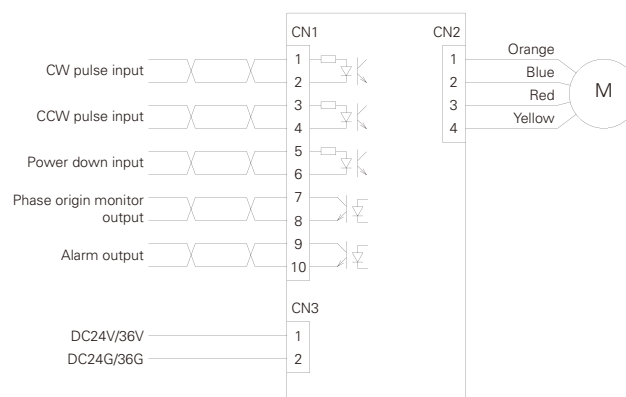 CN1
CN2
CW pulse input
1
2
CCW pulse input
3
4
Power down input
5
6
Phase origin monitor
output
7
8
Alarm output
9
10
1
Orange
2
Blue
3
Red
4
Yellow
M
CN3
DC24V/36V
1
DC24G/36G
2